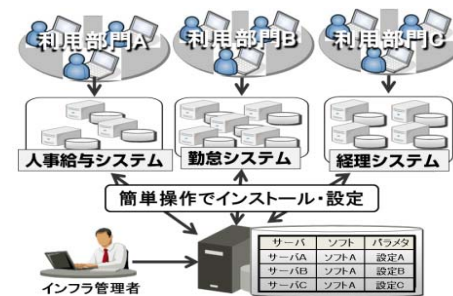 利用部門A
利用部門B
利用部門C
人事給与システム
勤怠システム
経理システム
簡単操作でインストール・設定
サーバ ソフト パラメタ
サーバA ソフトA 設定A
サーバB ソフトA 設定B
サーバC ソフトA 設定C
インフラ管理者